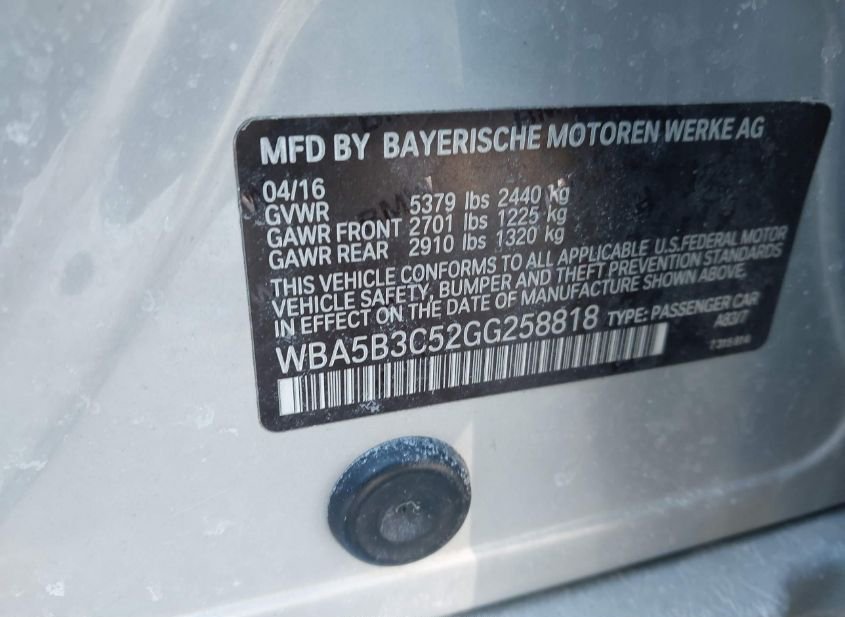 MFD BY BAYERISCHE MOTOREN WERKE AG
04/16
GVWR 5379 lbs 2440 kg
GAWR FRONT 2701 lbs 1225 kg
GAWR REAR 2910 lbs 1320 kg
THIS VEHICLE CONFORMS TO ALL APPLICABLE U.S.FEDERAL MOTOR
VEHICLE SAFETY, BUMPER AND THEFT PREVENTION STANDARDS
IN EFFECT ON THE DATE OF MANUFACTURE SHOWN ABOVE.
WBA5B3C52GG258818 TYPE: PASSENGER CAR